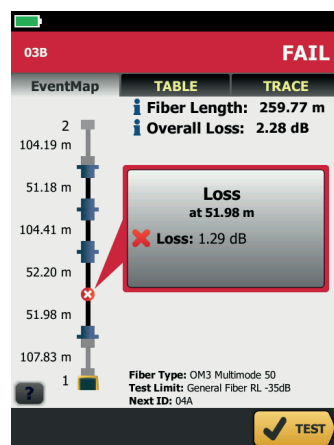 03B
FAIL
EventMap TABLE TRACE
i Fiber Length: 259.77 m
i Overall Loss: 2.28 dB
2
104.19 m
51.18 m
104.41 m
52.20 m
51.98 m
107.83 m
1
Loss
at 51.98 m
Loss: 1.29 dB
Fiber Type: OM3 Multimode 50
Test Limit: General Fiber RL -35dB
Next ID: 04A
?
TEST